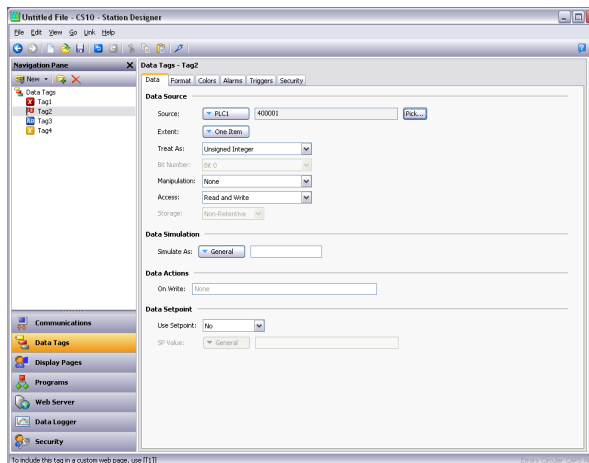 Untitled File - CS10 - Station Designer
File Edit View Go Link Help
Navigation Pane
New
Data Tags
Tag1
Tag2
Tag3
Tag4
Communications
Data Tags
Display Pages
Programs
Web Server
Data Logger
Security
Data Tags - Tag2
Data Format Colors Alarms Triggers Security
Data Source
Source: PLC1 400001 Pick...
Extent: One Item
Treat As: Unsigned Integer
Bit Number: Bit 0
Manipulation: None
Access: Read and Write
Storage: Non-Retentive
Data Simulation
Simulate As: General
Data Actions
On Write: None
Data Setpoint
Use Setpoint: No
SP Value: General
To include this tag in a custom web page, use [[1]]
Errors Circular CAPS